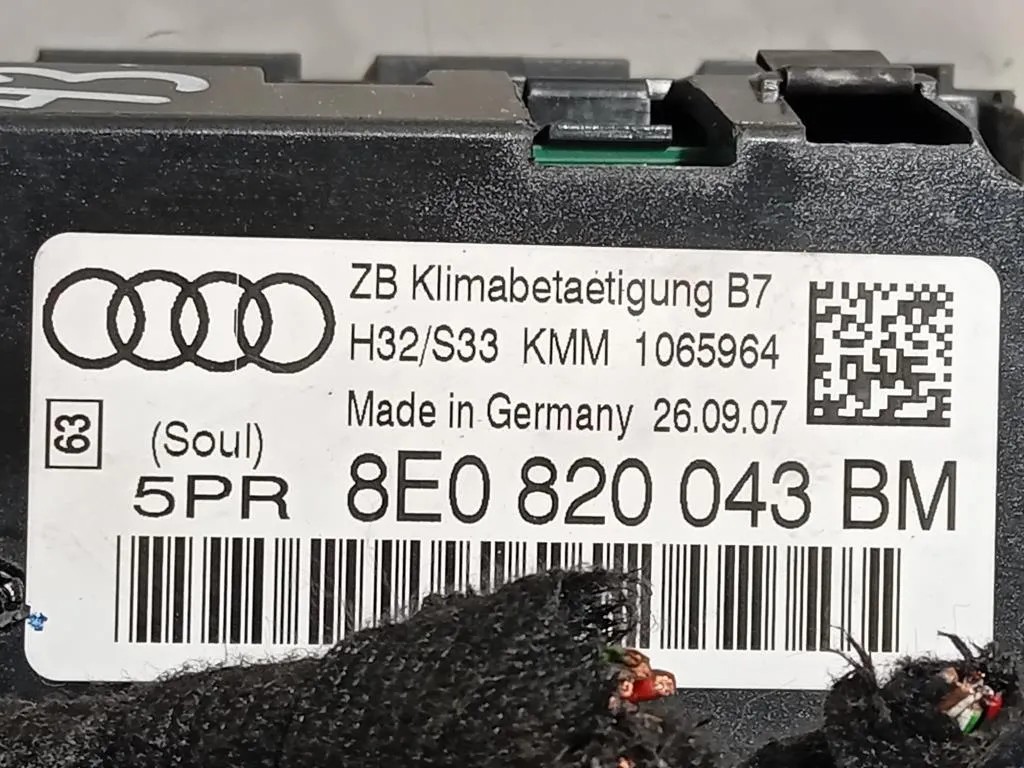 ZB Klimabetaetigung B7
H32/S33 KMM 1065964
Made in Germany 26.09.07
63
(Soul)
5PR 8E0 820 043 BM